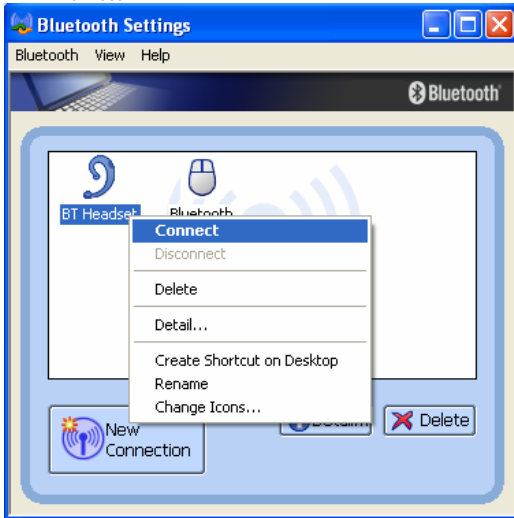 Bluetooth Settings
Bluetooth View Help
Bluetooth
BT Headset
Bluetooth
Connect
Disconnect
Delete
Detail...
Create Shortcut on Desktop
Rename
Change Icons...
New
Connection
Delete